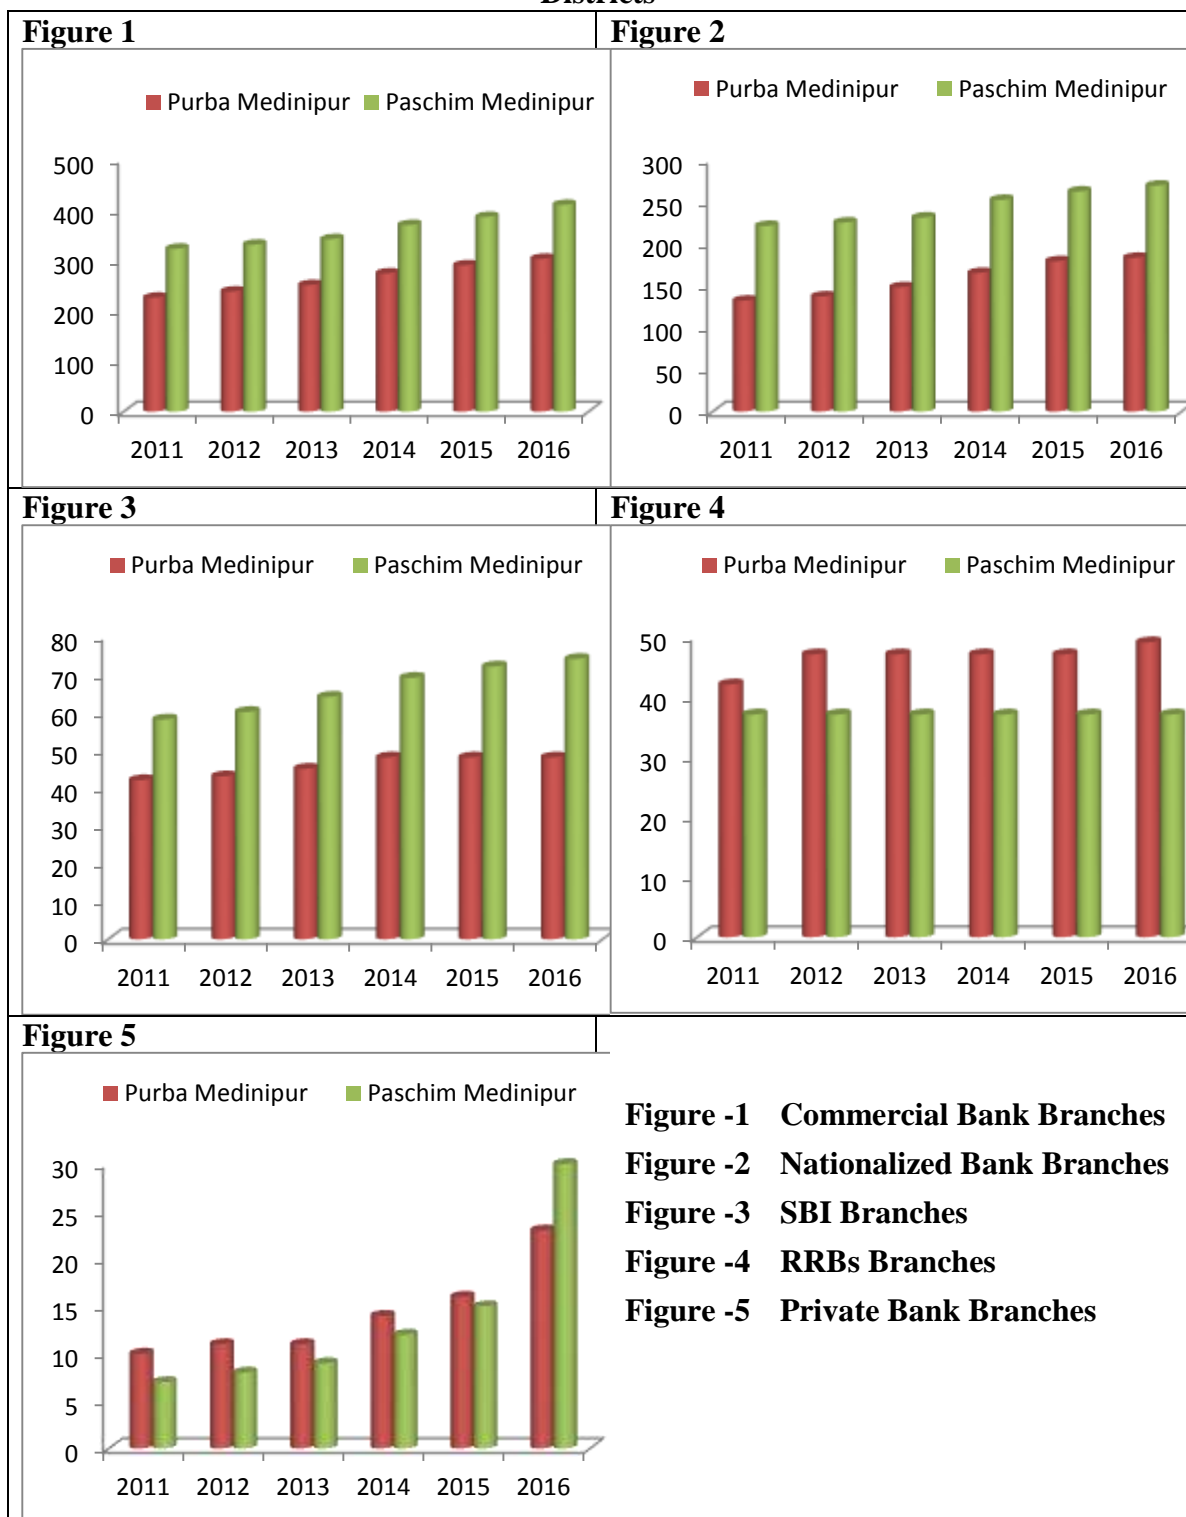 Districts
Figure 1
Purba Medinipur Paschim Medinipur
500
400
300
200
100
0
2011 2012 2013 2014 2015 2016
Figure 2
Purba Medinipur Paschim Medinipur
300
250
200
150
100
50
0
2011 2012 2013 2014 2015 2016
Figure 3
Purba Medinipur Paschim Medinipur
80
70
60
50
40
30
20
10
0
2011 2012 2013 2014 2015 2016
Figure 4
Purba Medinipur Paschim Medinipur
50
40
30
20
10
0
2011 2012 2013 2014 2015 2016
Figure 5
Purba Medinipur Paschim Medinipur
30
25
20
15
10
5
0
2011 2012 2013 2014 2015 2016
Figure -1 Commercial Bank Branches
Figure -2 Nationalized Bank Branches
Figure -3 SBI Branches
Figure -4 RRBs Branches
Figure -5 Private Bank Branches